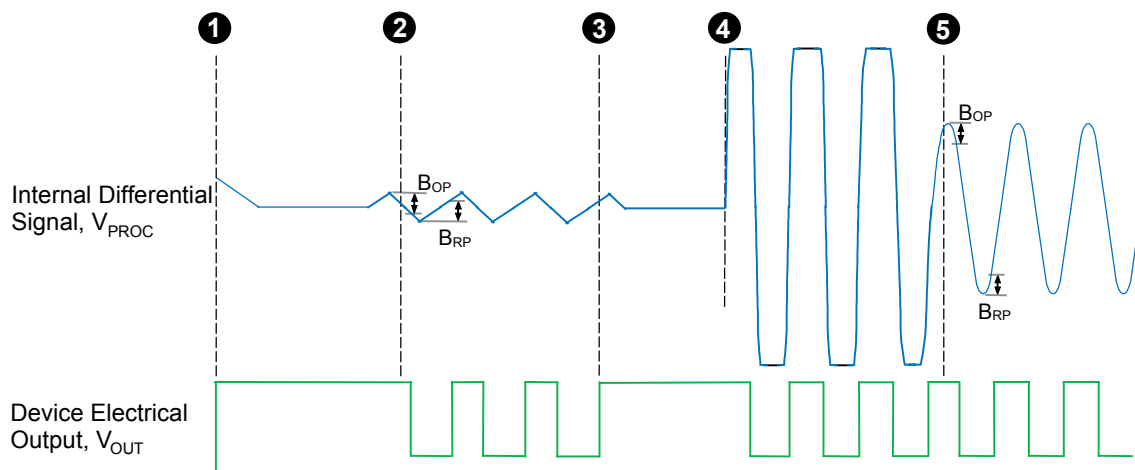 1 2 3 4 5
BOP
Internal Differential
Signal, VPROC
BOP
BRP
BRP
Device Electrical
Output, VOUT